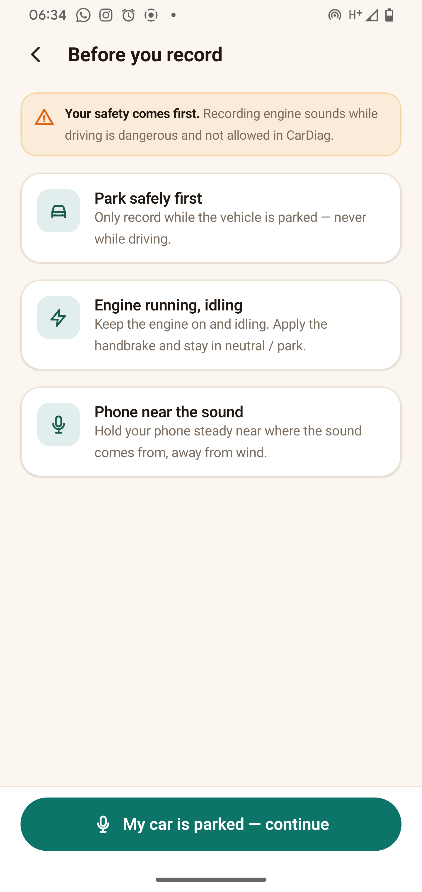 06:34
H+
Before you record
Your safety comes first. Recording engine sounds while
driving is dangerous and not allowed in CarDiag.
Park safely first
Only record while the vehicle is parked — never
while driving.
Engine running, idling
Keep the engine on and idling. Apply the
handbrake and stay in neutral / park.
Phone near the sound
Hold your phone steady near where the sound
comes from, away from wind.
My car is parked — continue